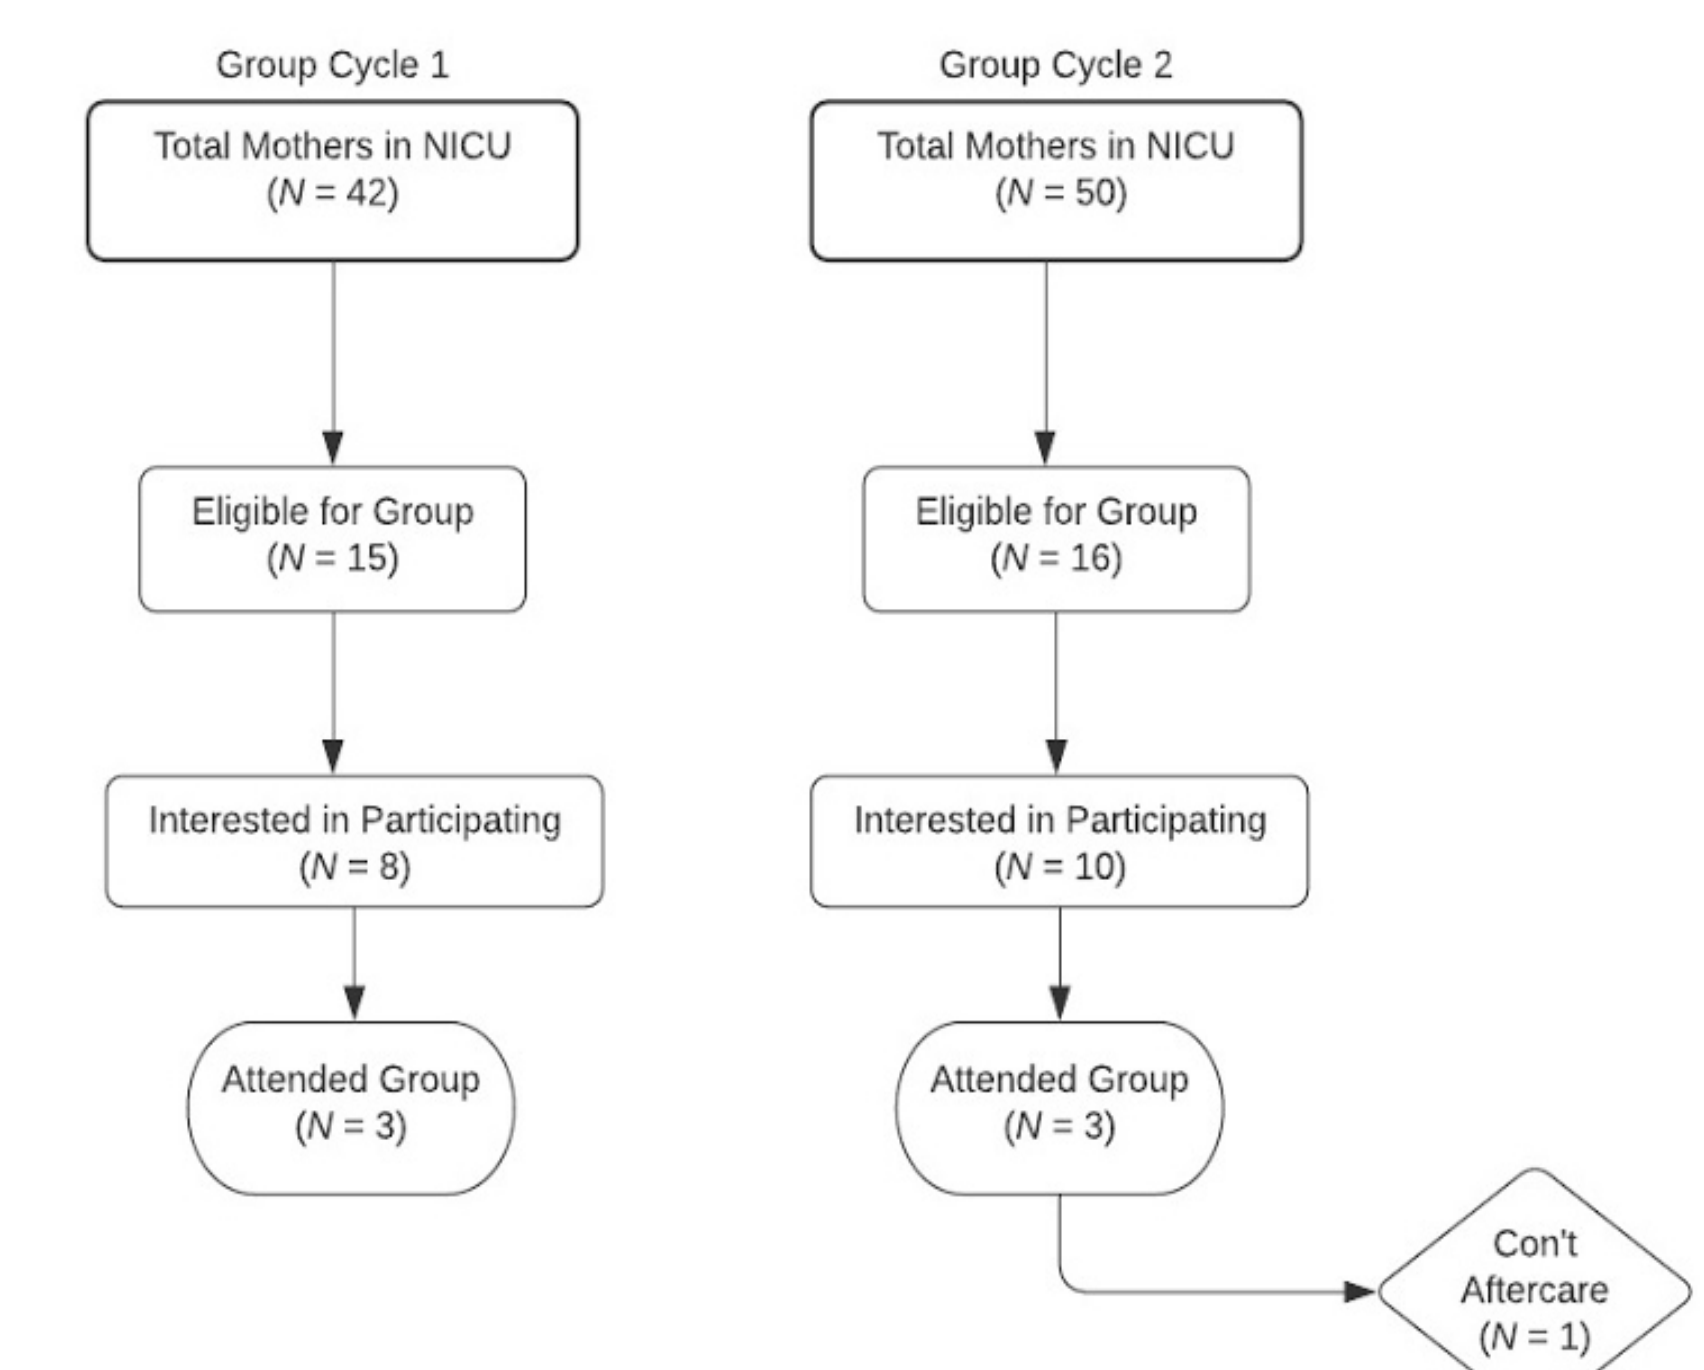 Group Cycle 1
Total Mothers in NICU
(N = 42)
Eligible for Group
(N = 15)
Interested in Participating
(N = 8)
Attended Group
(N = 3)
Group Cycle 2
Total Mothers in NICU
(N = 50)
Eligible for Group
(N = 16)
Interested in Participating
(N = 10)
Attended Group
(N = 3)
Con't
Aftercare
(N = 1)